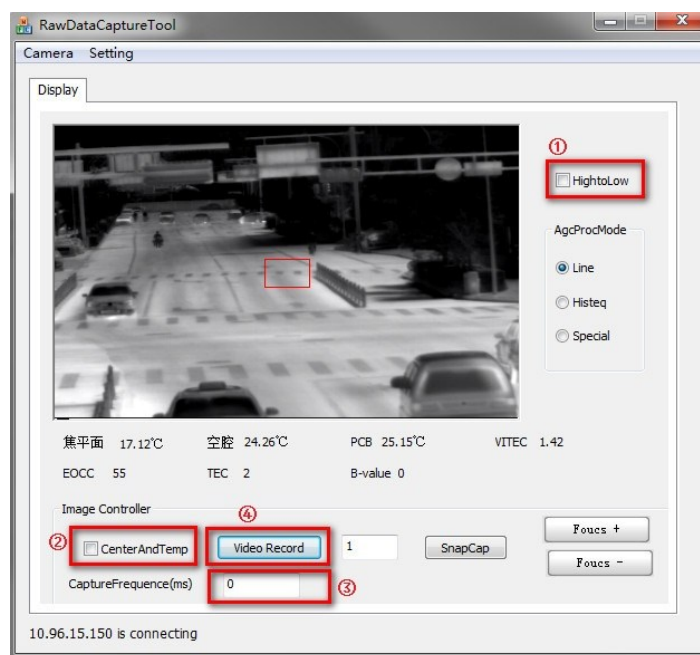 RawDataCaptureTool
Camera Setting
Display
①
HightoLow
AgcProcMode
Line
Histeq
Special
焦平面 17.12℃ 空腔 24.26℃ PCB 25.15℃ VITEC 1.42
EOCC 55 TEC 2 B-value 0
Image Controller
④
② CenterAndTemp Video Record 1 SnapCap Foucs +
Foucs -
CaptureFrequence(ms) 0 ③
10.96.15.150 is connecting